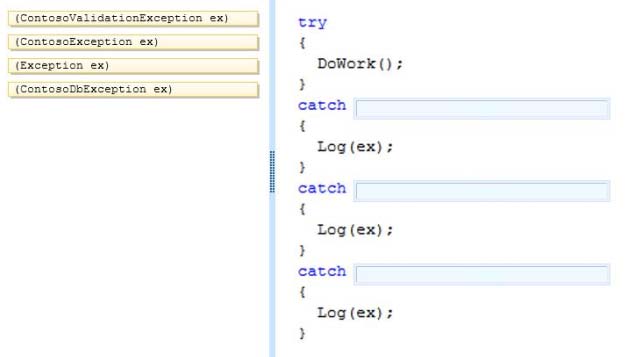 (ContosoValidationException ex)
(ContosoException ex)
(Exception ex)
(ContosoDbException ex)
try
{
DoWork();
}
catch
{
Log(ex);
}
catch
{
Log(ex);
}
catch
{
Log(ex);
}